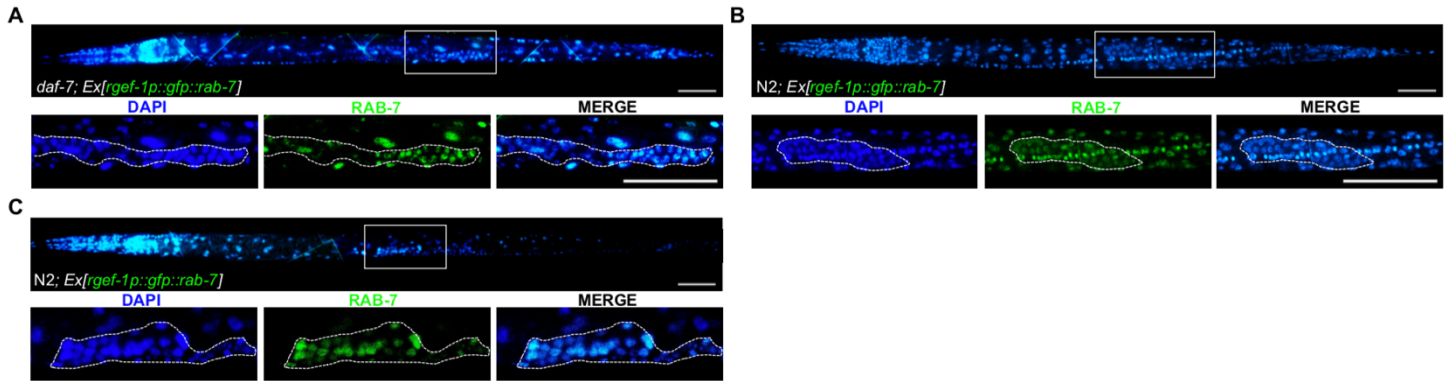 A
daf-7; Ex[rgef-1p::gfp::rab-7]
DAPI RAB-7 MERGE
B
N2; Ex[rgef-1p::gfp::rab-7]
DAPI RAB-7 MERGE
C
N2; Ex[rgef-1p::gfp::rab-7]
DAPI RAB-7 MERGE